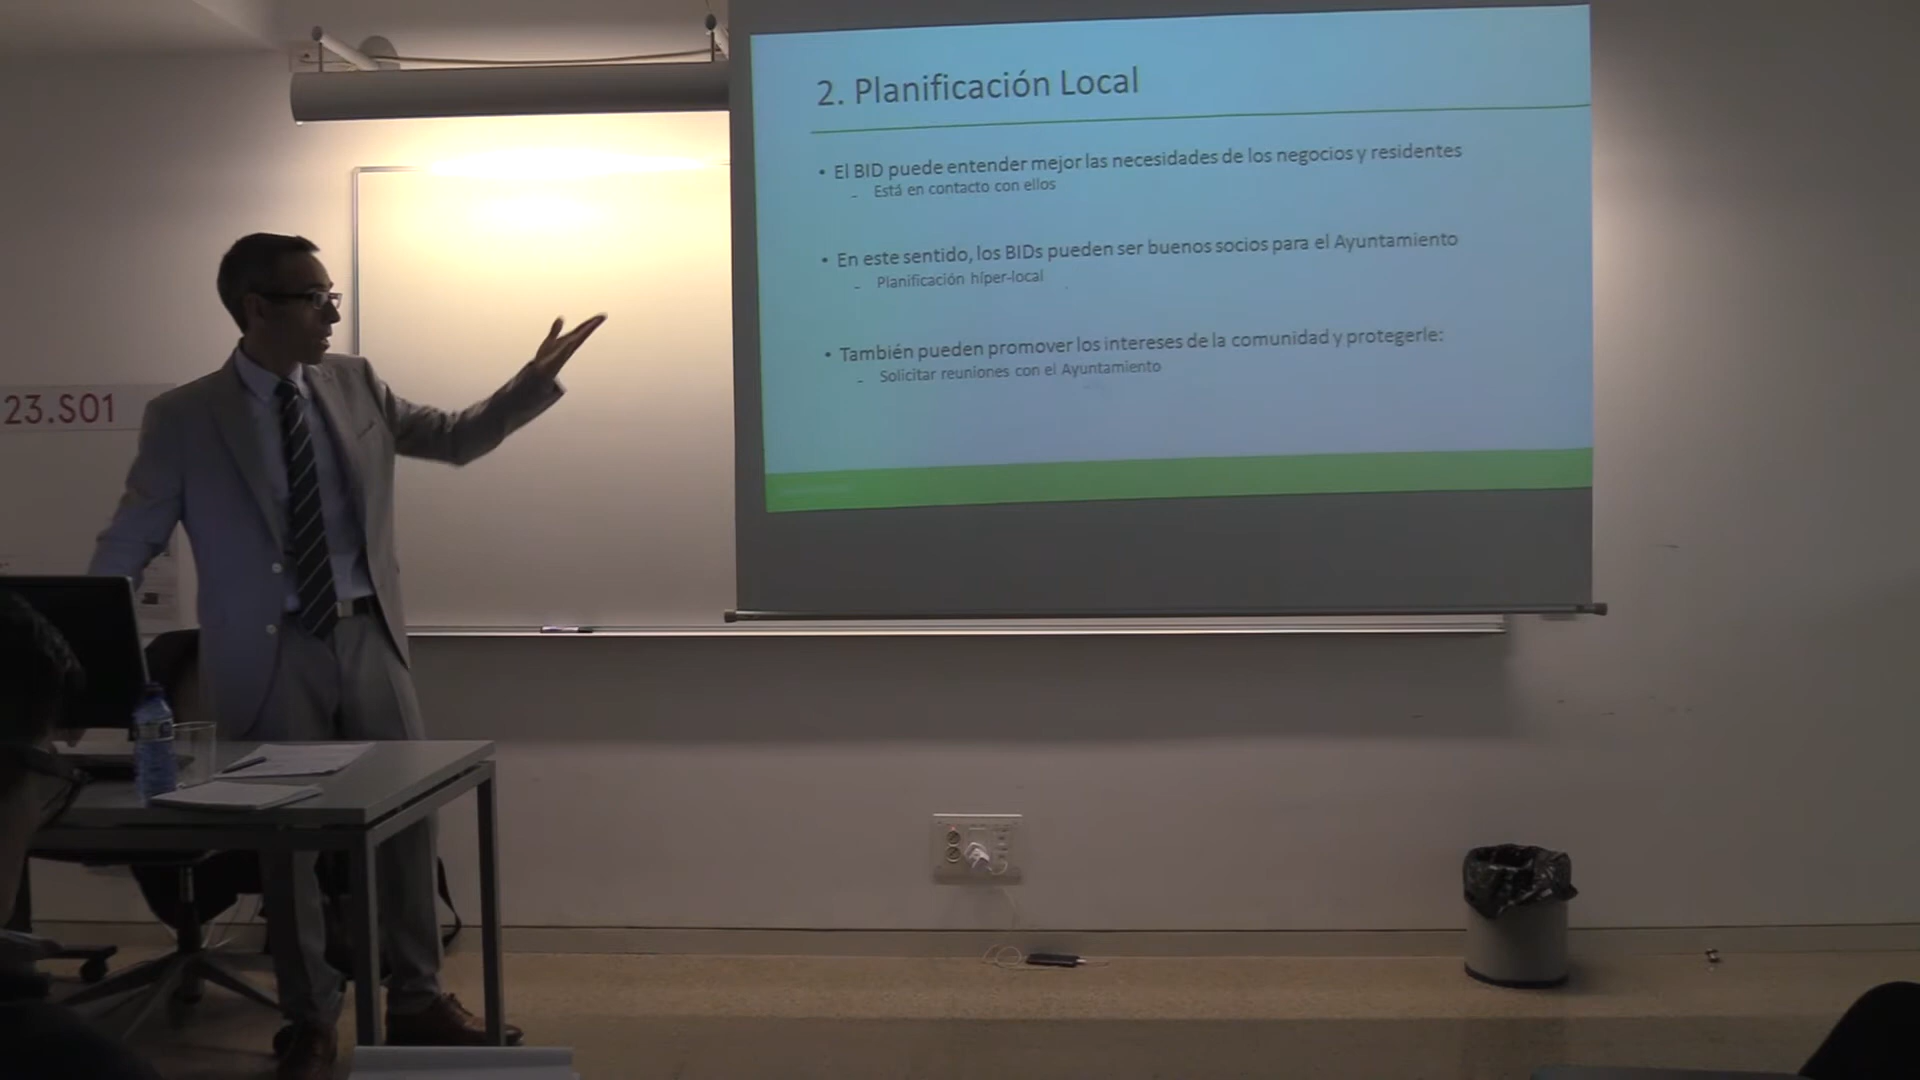 2. Planificación Local
• El BID puede entender mejor las necesidades de los negocios y residentes
- Está en contacto con ellos
• En este sentido, los BIDs pueden ser buenos socios para el Ayuntamiento
- Planificación híper-local
• También pueden promover los intereses de la comunidad y protegerle:
- Solicitar reuniones con el Ayuntamiento
23.S01